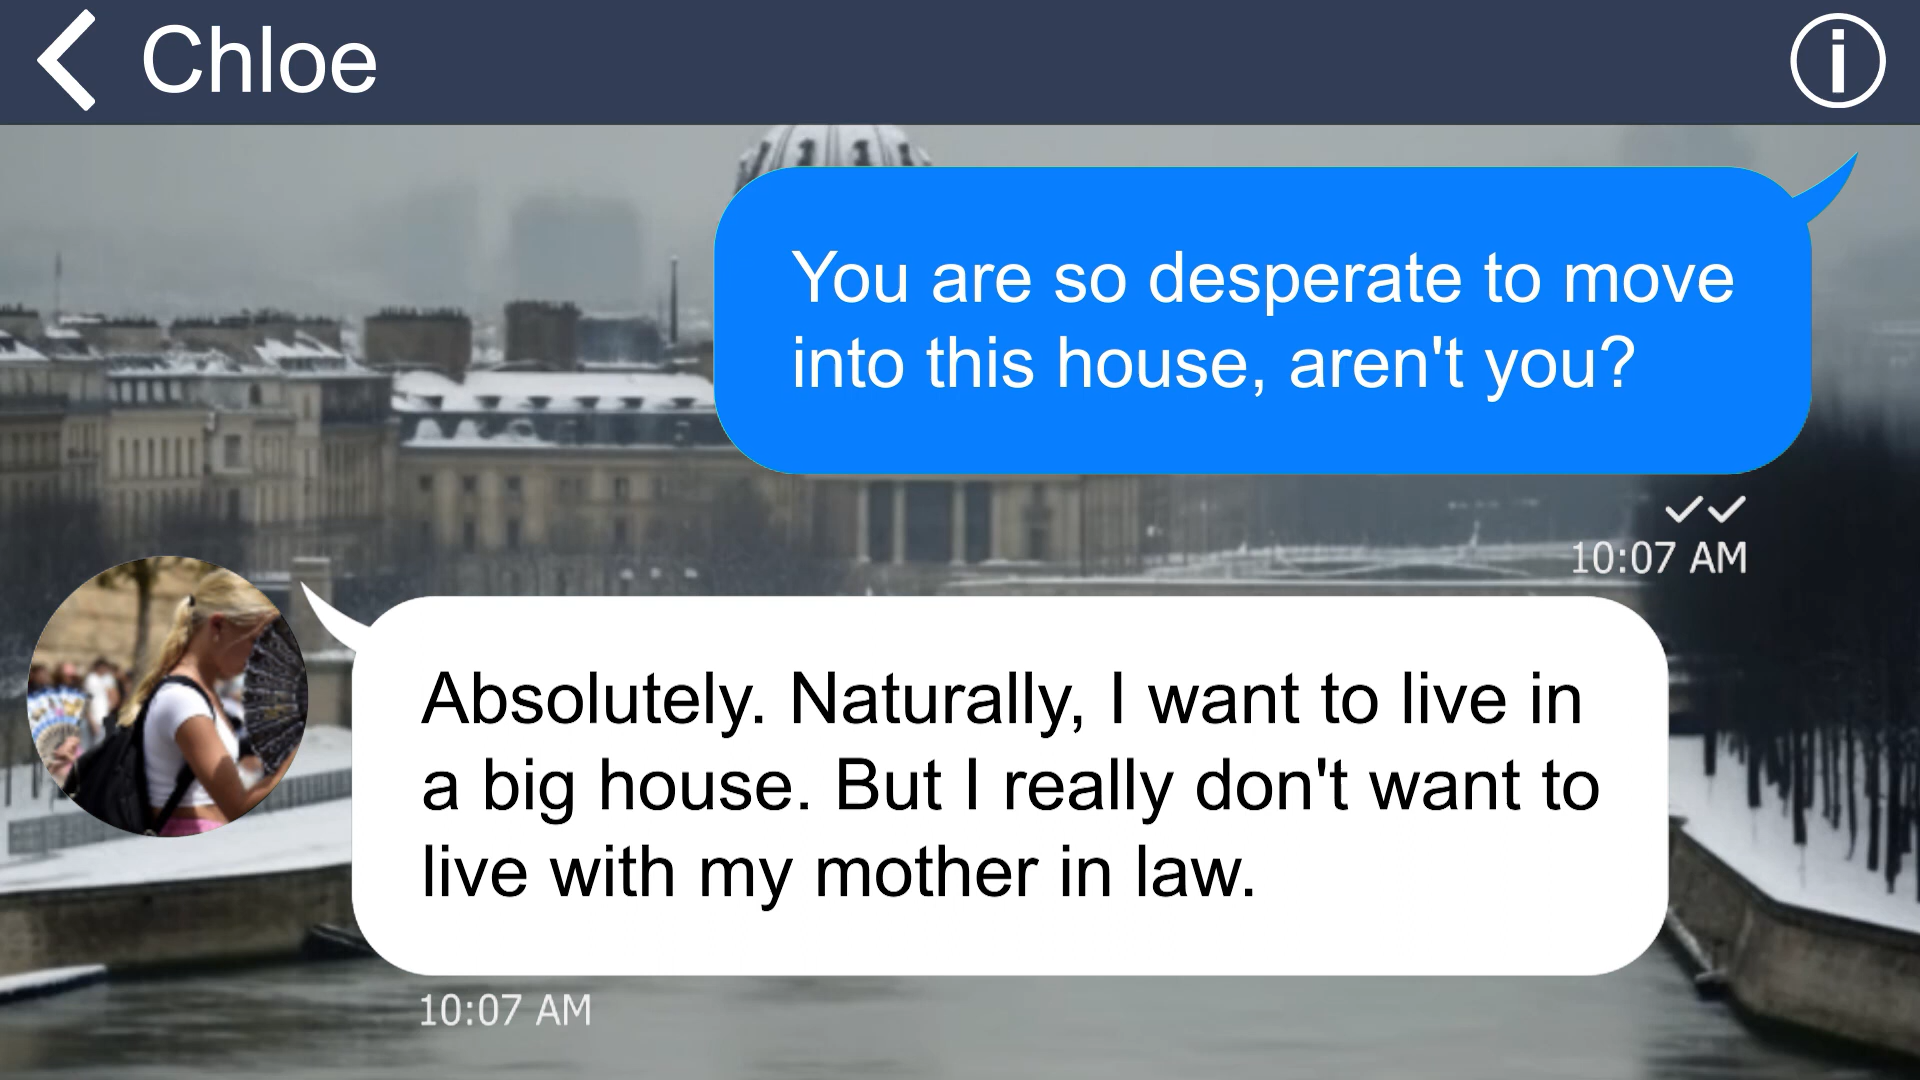 Chloe
You are so desperate to move
into this house, aren't you?
10:07 AM
Absolutely. Naturally, I want to live in
a big house. But I really don't want to
live with my mother in law.
10:07 AM